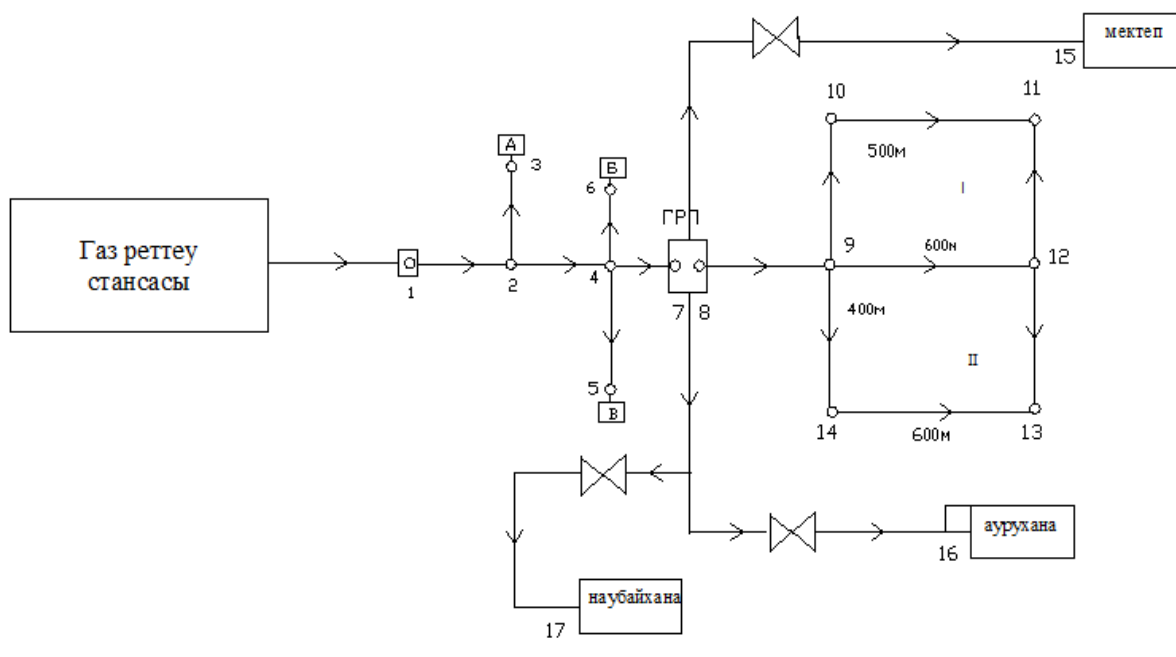 мектеп
15
10
11
500м
I
А
3
Б
6
ГРП
Газ реттеу
стансасы
1
2
4
7
8
9
600м
12
400м
II
5
В
14
600м
13
16
аурухана
наубайхана
17